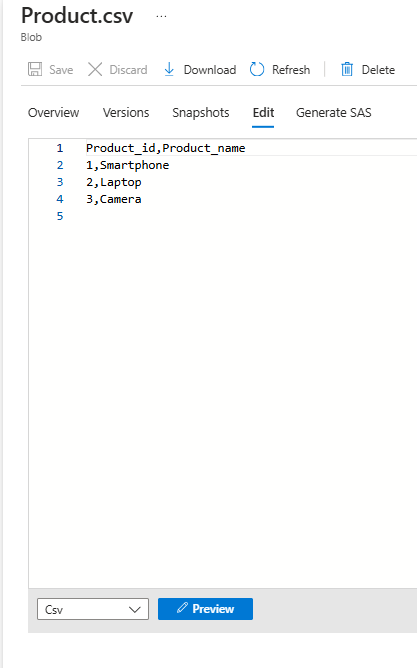 Product.csv ...
Blob
Save Discard Download Refresh Delete
Overview Versions Snapshots Edit Generate SAS
1 Product_id,Product_name
2 1,Smartphone
3 2,Laptop
4 3,Camera
5
Csv Preview